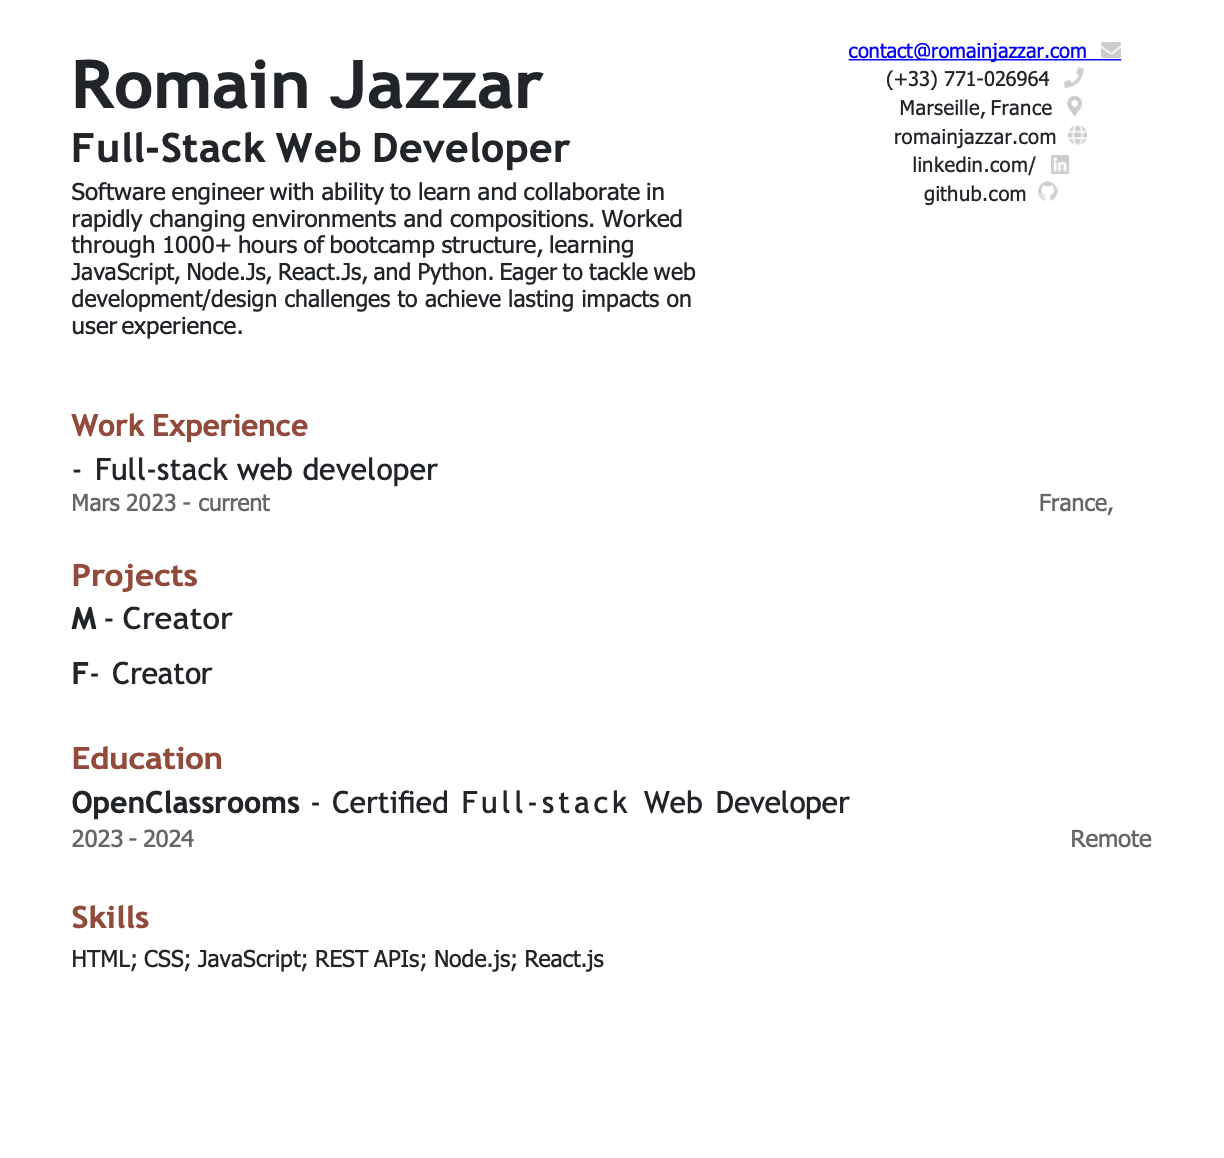 Romain Jazzar
Full-Stack Web Developer
Software engineer with ability to learn and collaborate in
rapidly changing environments and compositions. Worked
through 1000+ hours of bootcamp structure, learning
JavaScript, Node.Js, React.Js, and Python. Eager to tackle web
development/design challenges to achieve lasting impacts on
user experience.
contact@romainjazzar.com
(+33) 771-026964
Marseille, France
romainjazzar.com
linkedin.com/
github.com
Work Experience
- Full-stack web developer
Mars 2023 - current France,
Projects
M - Creator
F- Creator
Education
OpenClassrooms - Certified Full-stack Web Developer
2023 - 2024 Remote
Skills
HTML; CSS; JavaScript; REST APIs; Node.js; React.js